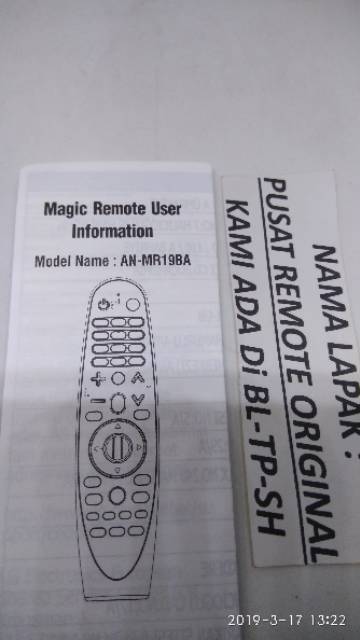 Magic Remote User
Information
Model Name : AN-MR19BA
NAMA LAPAK :
PUSAT REMOTE ORIGINAL
KAMI ADA Di BL-TP-SH
2019-3-17 13:22